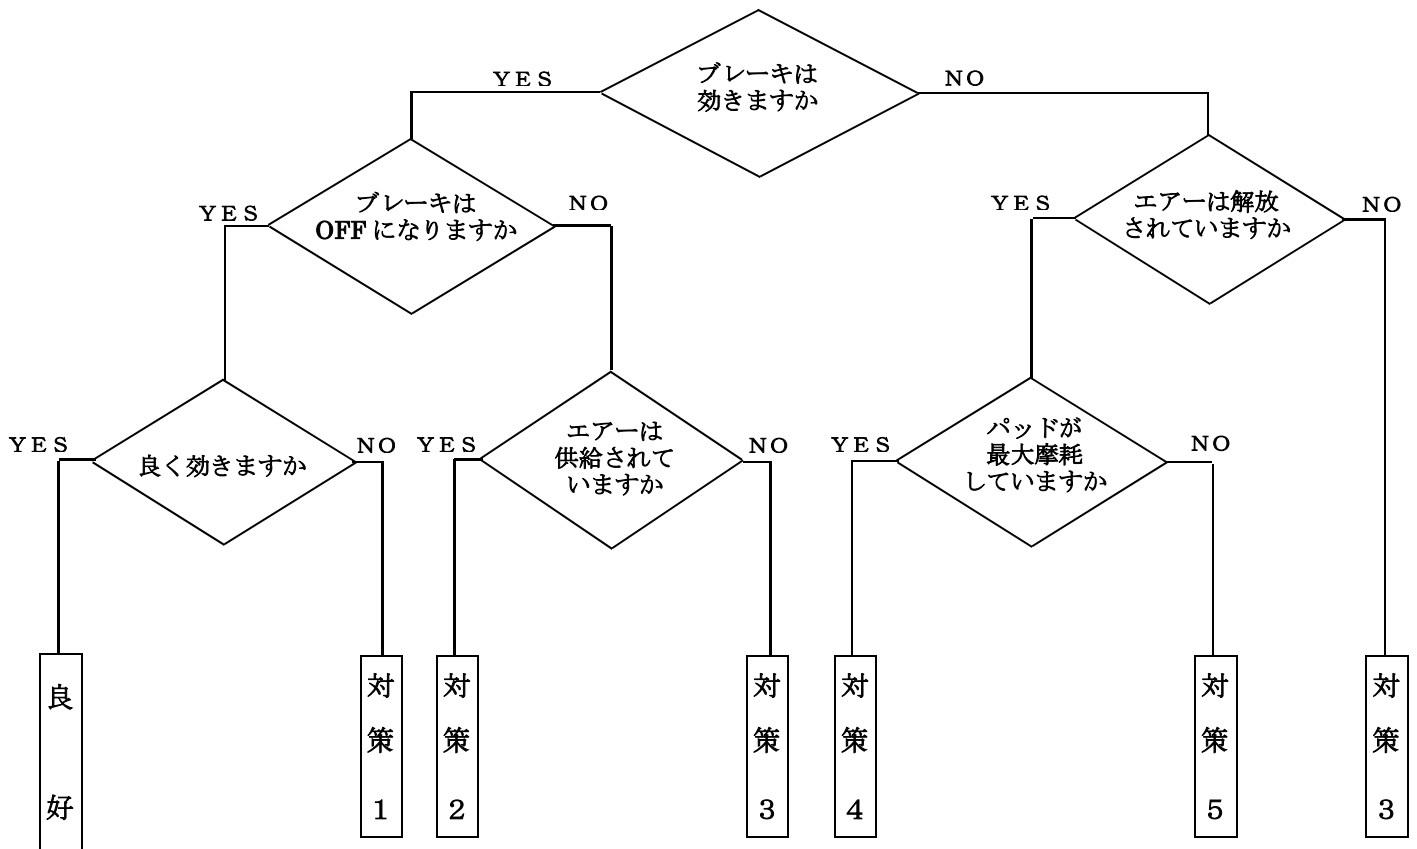 ブレーキは
効きますか
YES
NO
ブレーキは
OFFになりますか
YES
NO
エアーは解放
されていますか
YES
NO
良く効きますか
YES
NO
エアーは
供給されて
いますか
YES
NO
パッドが
最大摩耗
していますか
YES
NO
良好
対策1
対策2
対策3
対策4
対策5
対策3